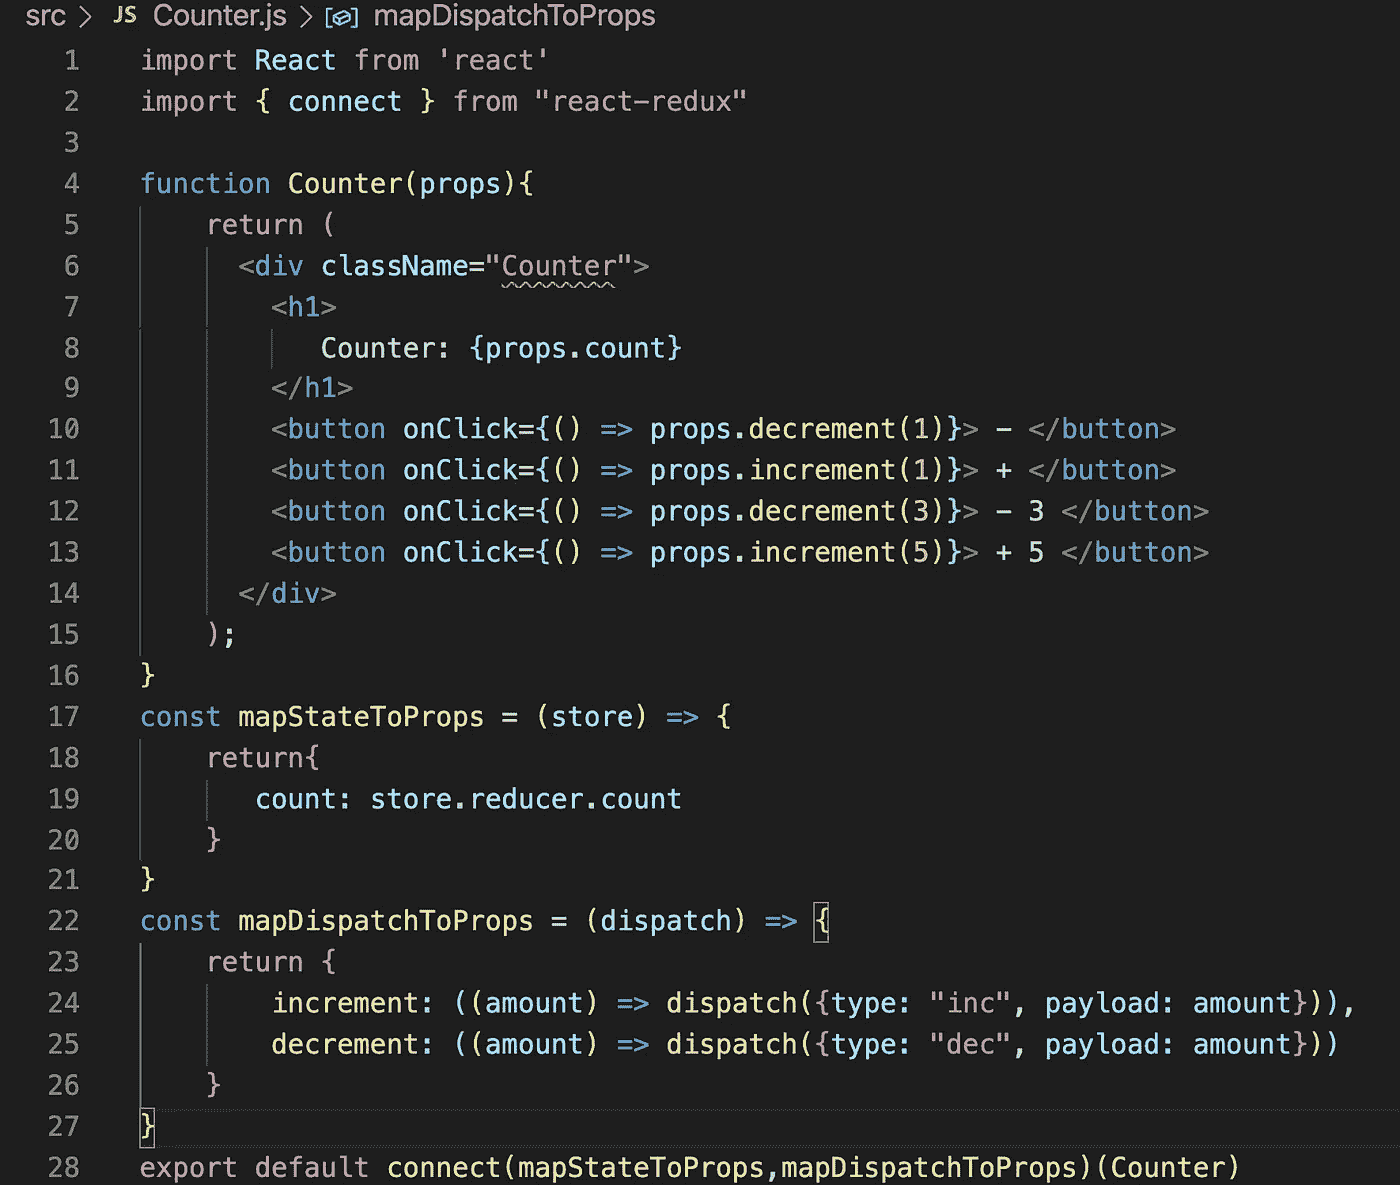 src > JS Counter.js > mapDispatchToProps
1 import React from 'react'
2 import { connect } from "react-redux"
3
4 function Counter(props){
5     return (
6       <div className="Counter">
7         <h1>
8            Counter: {props.count}
9         </h1>
10         <button onClick={() => props.decrement(1)}> - </button>
11         <button onClick={() => props.increment(1)}> + </button>
12         <button onClick={() => props.decrement(3)}> - 3 </button>
13         <button onClick={() => props.increment(5)}> + 5 </button>
14       </div>
15     );
16 }
17 const mapStateToProps = (store) => {
18     return{
19        count: store.reducer.count
20     }
21 }
22 const mapDispatchToProps = (dispatch) => {
23     return {
24         increment: ((amount) => dispatch({type: "inc", payload: amount})),
25         decrement: ((amount) => dispatch({type: "dec", payload: amount}))
26     }
27 }
28 export default connect(mapStateToProps,mapDispatchToProps)(Counter)